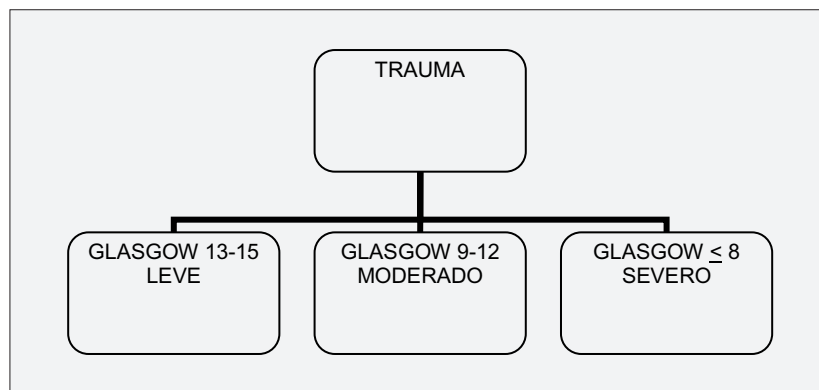 TRAUMA
GLASGOW 13-15
LEVE
GLASGOW 9-12
MODERADO
GLASGOW ≤ 8
SEVERO